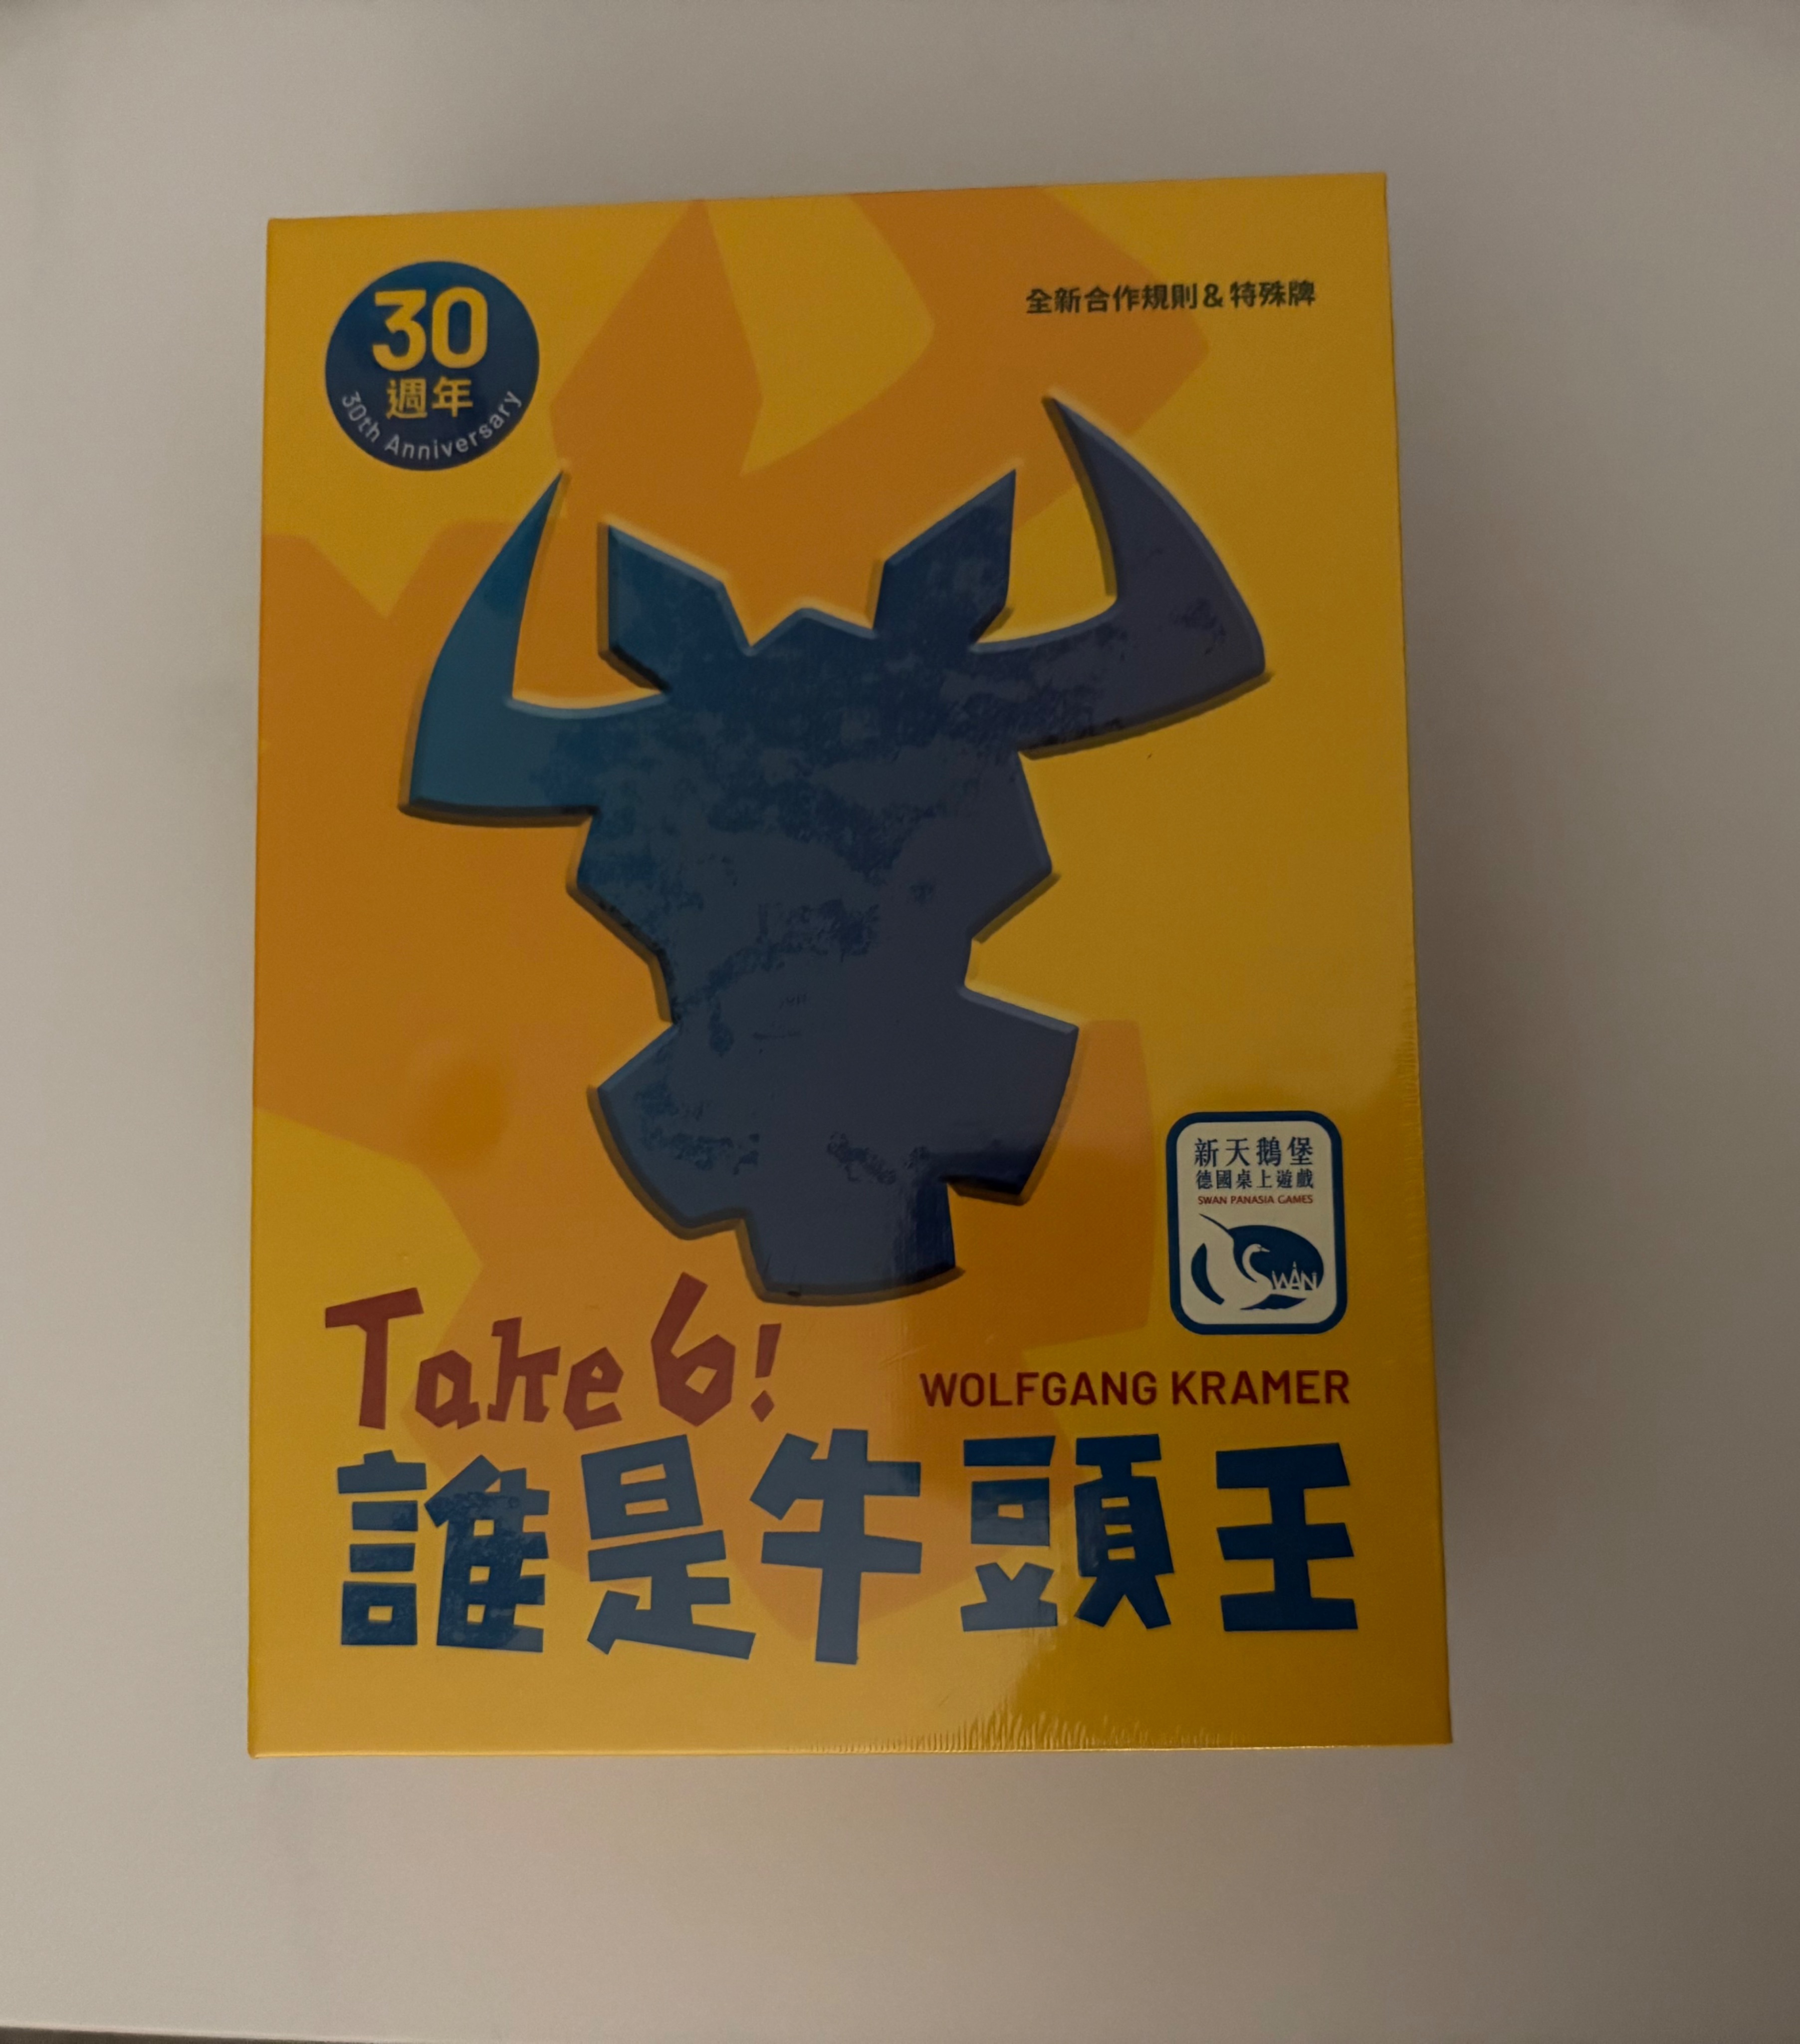 30
週年
30th Anniversary
全新合作規則&特殊牌
新天鵝堡
德國桌上遊戲
SWAN PANASIA GAMES
SWAN
Take 6!
WOLFGANG KRAMER
誰是牛頭王